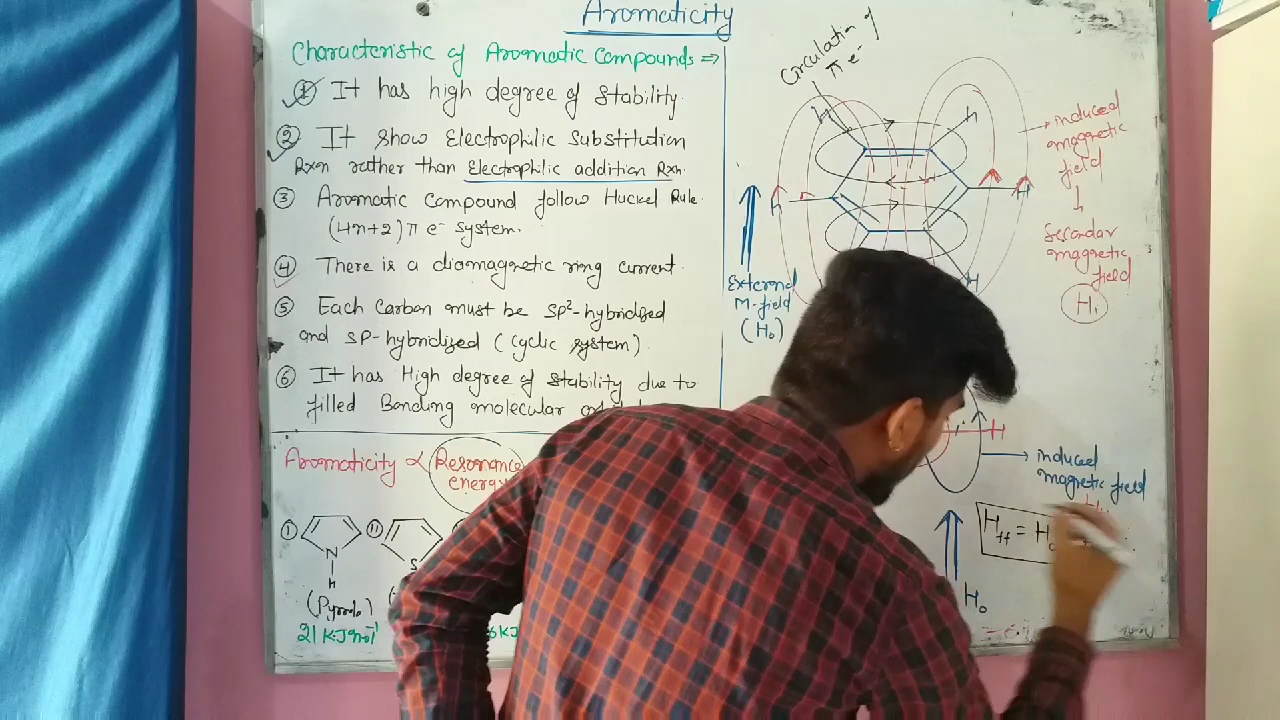 Aromaticity
Characteristic of Aromatic Compounds ⇒
① It has high degree of Stability.
② It show Electrophilic Substitution
Rxn rather than Electrophilic addition Rxn.
③ Aromatic Compound follow Huckel Rule.
(4n+2) π e⁻ System.
④ There is a diamagnetic ring current.
⑤ Each Carbon must be sp²-hybridized
and sp-hybridized (cyclic system)
⑥ It has High degree of Stability due to
filled Bonding molecular
Aromaticity ∝ Resonance
energy
① N
H
(Pyrrole)
21 KJmol⁻¹
⑪ S
Circulation of
π e⁻
H H
H H
H
induced
magnetic
field
Secondar
magnetic
field
H₁
External
M-field
(H₀)
H
induced
magnetic field
Hff = H₀
H₀